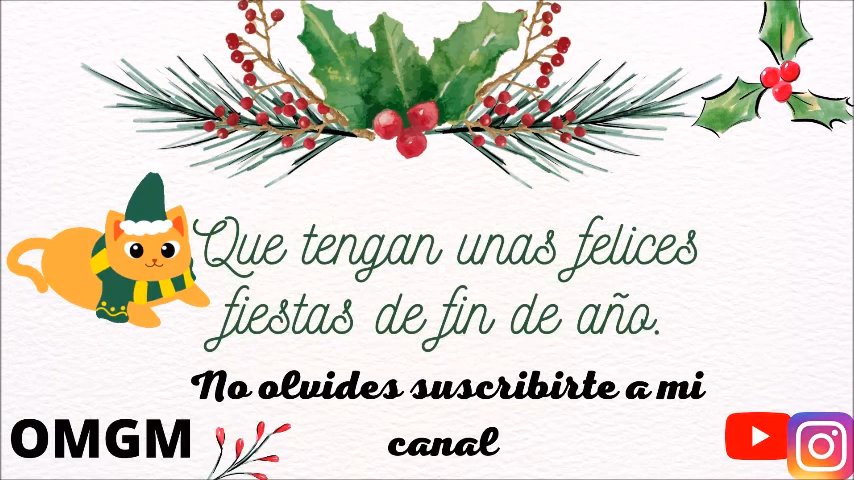 Que tengan unas felices
fiestas de fin de año.
No olvides suscribirte a mi
canal
OMGM